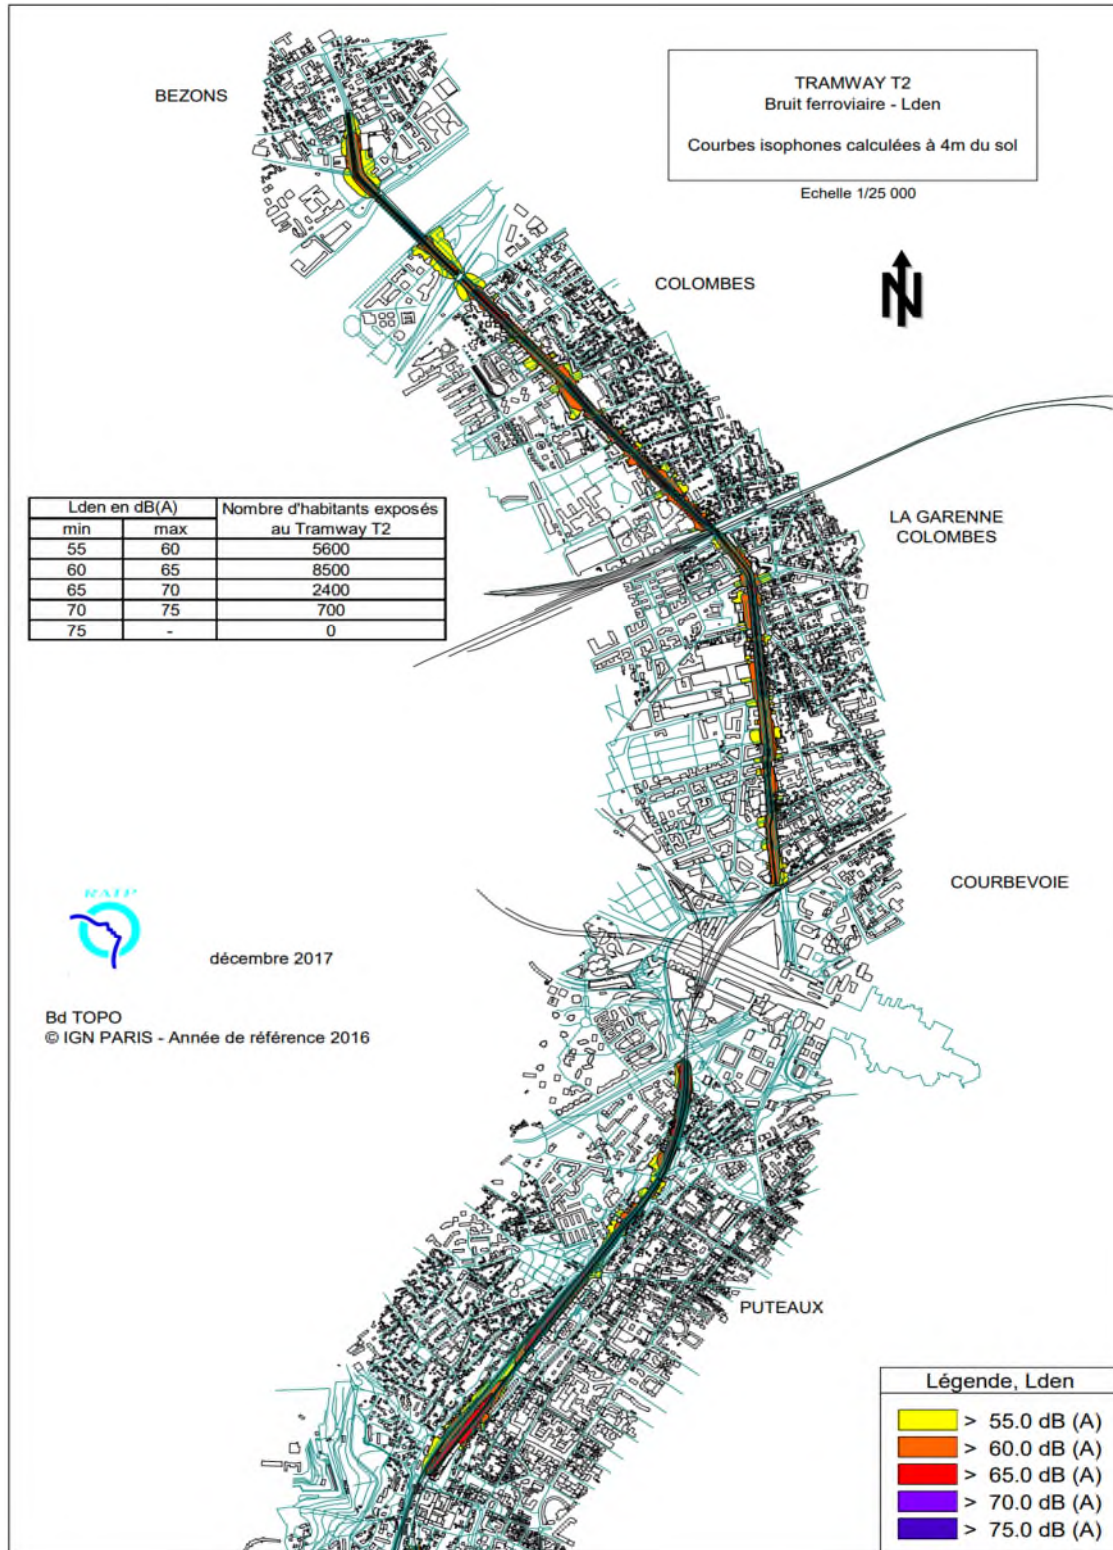 BEZONS
TRAMWAY T2
Bruit ferroviaire - Lden
Courbes isophones calculées à 4m du sol
Echelle 1/25 000
N
COLOMBES
LA GARENNE
COLOMBES
Lden en dB(A) Nombre d'habitants exposés
min max au Tramway T2
55 60 5600
60 65 8500
65 70 2400
70 75 700
75 - 0
COURBEVOIE
RATP
décembre 2017
Bd TOPO
© IGN PARIS - Année de référence 2016
PUTEAUX
Légende, Lden
> 55.0 dB (A)
> 60.0 dB (A)
> 65.0 dB (A)
> 70.0 dB (A)
> 75.0 dB (A)